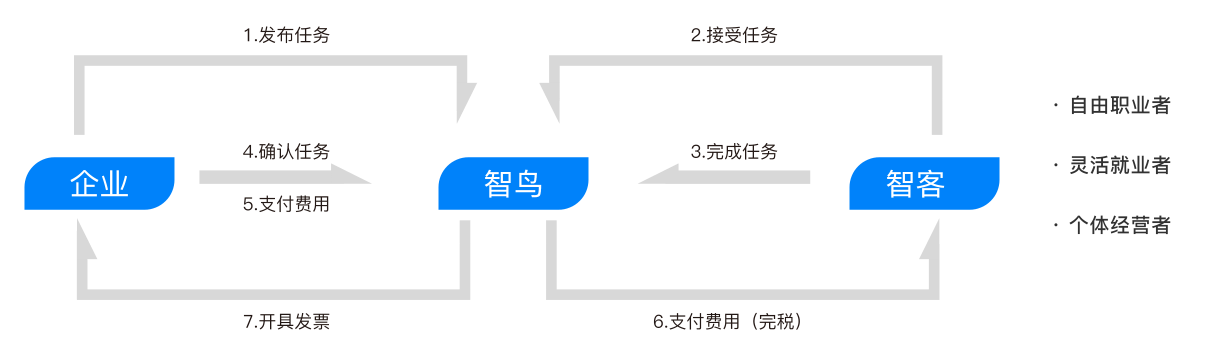 1.发布任务
2.接受任务
· 自由职业者
4.确认任务
3.完成任务
· 灵活就业者
企业
智鸟
智客
5.支付费用
· 个体经营者
7.开具发票
6.支付费用（完税）